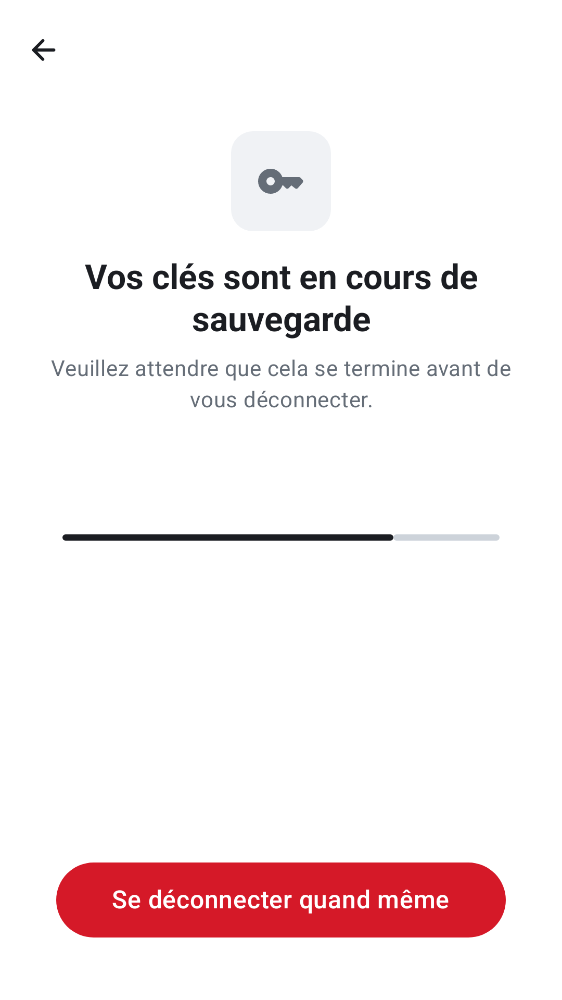 Vos clés sont en cours de
sauvegarde
Veuillez attendre que cela se termine avant de
vous déconnecter.
Se déconnecter quand même